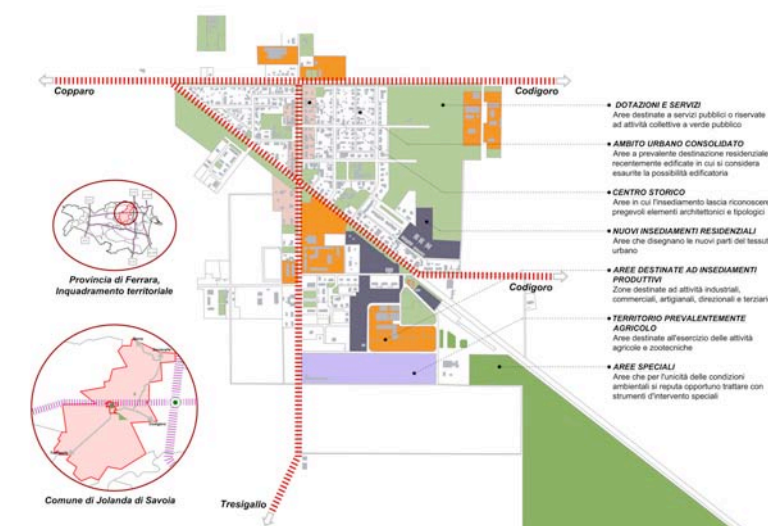 Copparo
Codigoro
DOTAZIONI E SERVIZI
Aree destinate a servizi pubblici o riservate
ad attività collettive a verde pubblico
AMBITO URBANO CONSOLIDATO
Aree a prevalente destinazione residenziale
recentemente edificate in cui si considera
esaurite la possibilità edificatoria
CENTRO STORICO
Aree in cui l'insediamento lascia riconoscere
pregevoli elementi architettonici e tipologici
NUOVI INSEDIAMENTI RESIDENZIALI
Aree che disegnano le nuovi parti del tessut
urbano
AREE DESTINATE AD INSEDIAMENTI
PRODUTTIVI
Zone destinate ad attività industriali,
commerciali, artigianali, direzionali e terziari
TERRITORIO PREVALENTEMENTE
AGRICOLO
Aree destinate all'esercizio delle attività
agricole e zootecniche
AREE SPECIALI
Aree che per l'unicità delle condizioni
ambientali si reputa opportuno trattare con
strumenti d'intervento speciali
Codigoro
Provincia di Ferrara,
Inquadramento territoriale
Comune di Jolanda di Savoia
Tresigallo